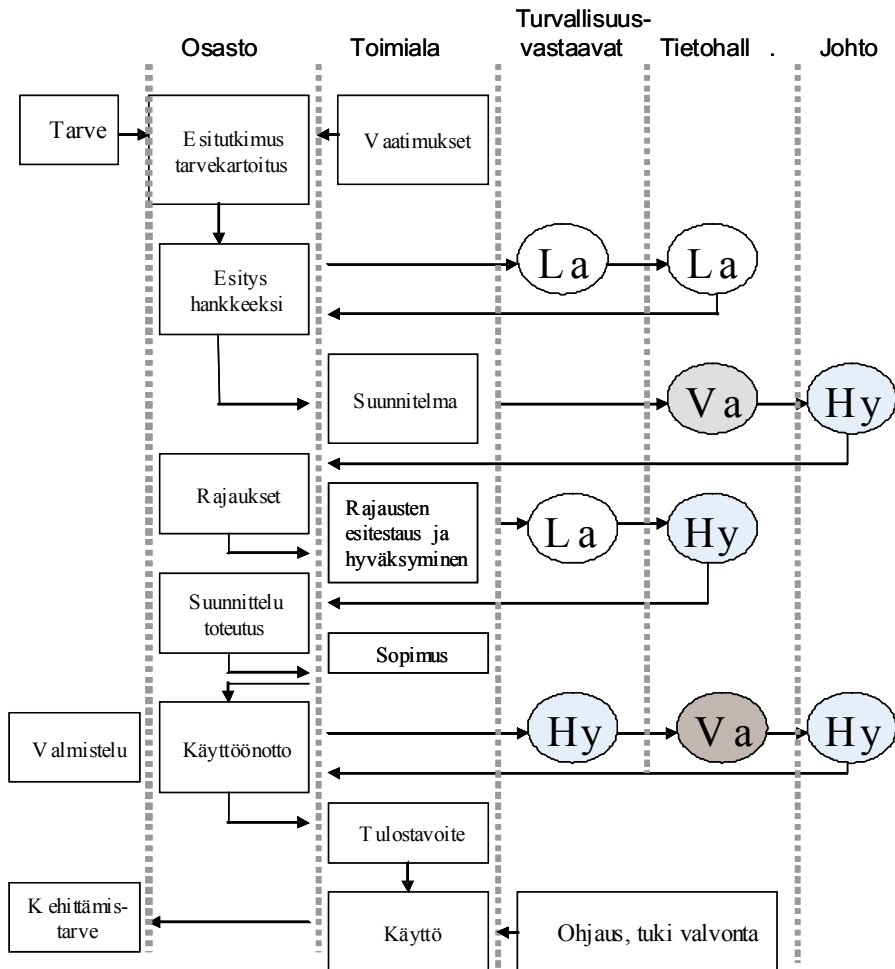 Turvallisuus-
Osasto Toimiala vastaavat Tietohall . Johto
Tarve
Esitutkimus
tarvekartoitus
Vaatimukset
Esitys
hankkeeksi
La
La
Suunnitelma
Va
Hy
Rajaukset
Rajausten
esitestaus ja
hyväksyminen
La
Hy
Suunnittelu
toteutus
Sopimus
Valmistelu
Käyttöönotto
Hy
Va
Hy
Tulostavoite
Kehittämis-
tarve
Käyttö
Ohjaus, tuki valvonta